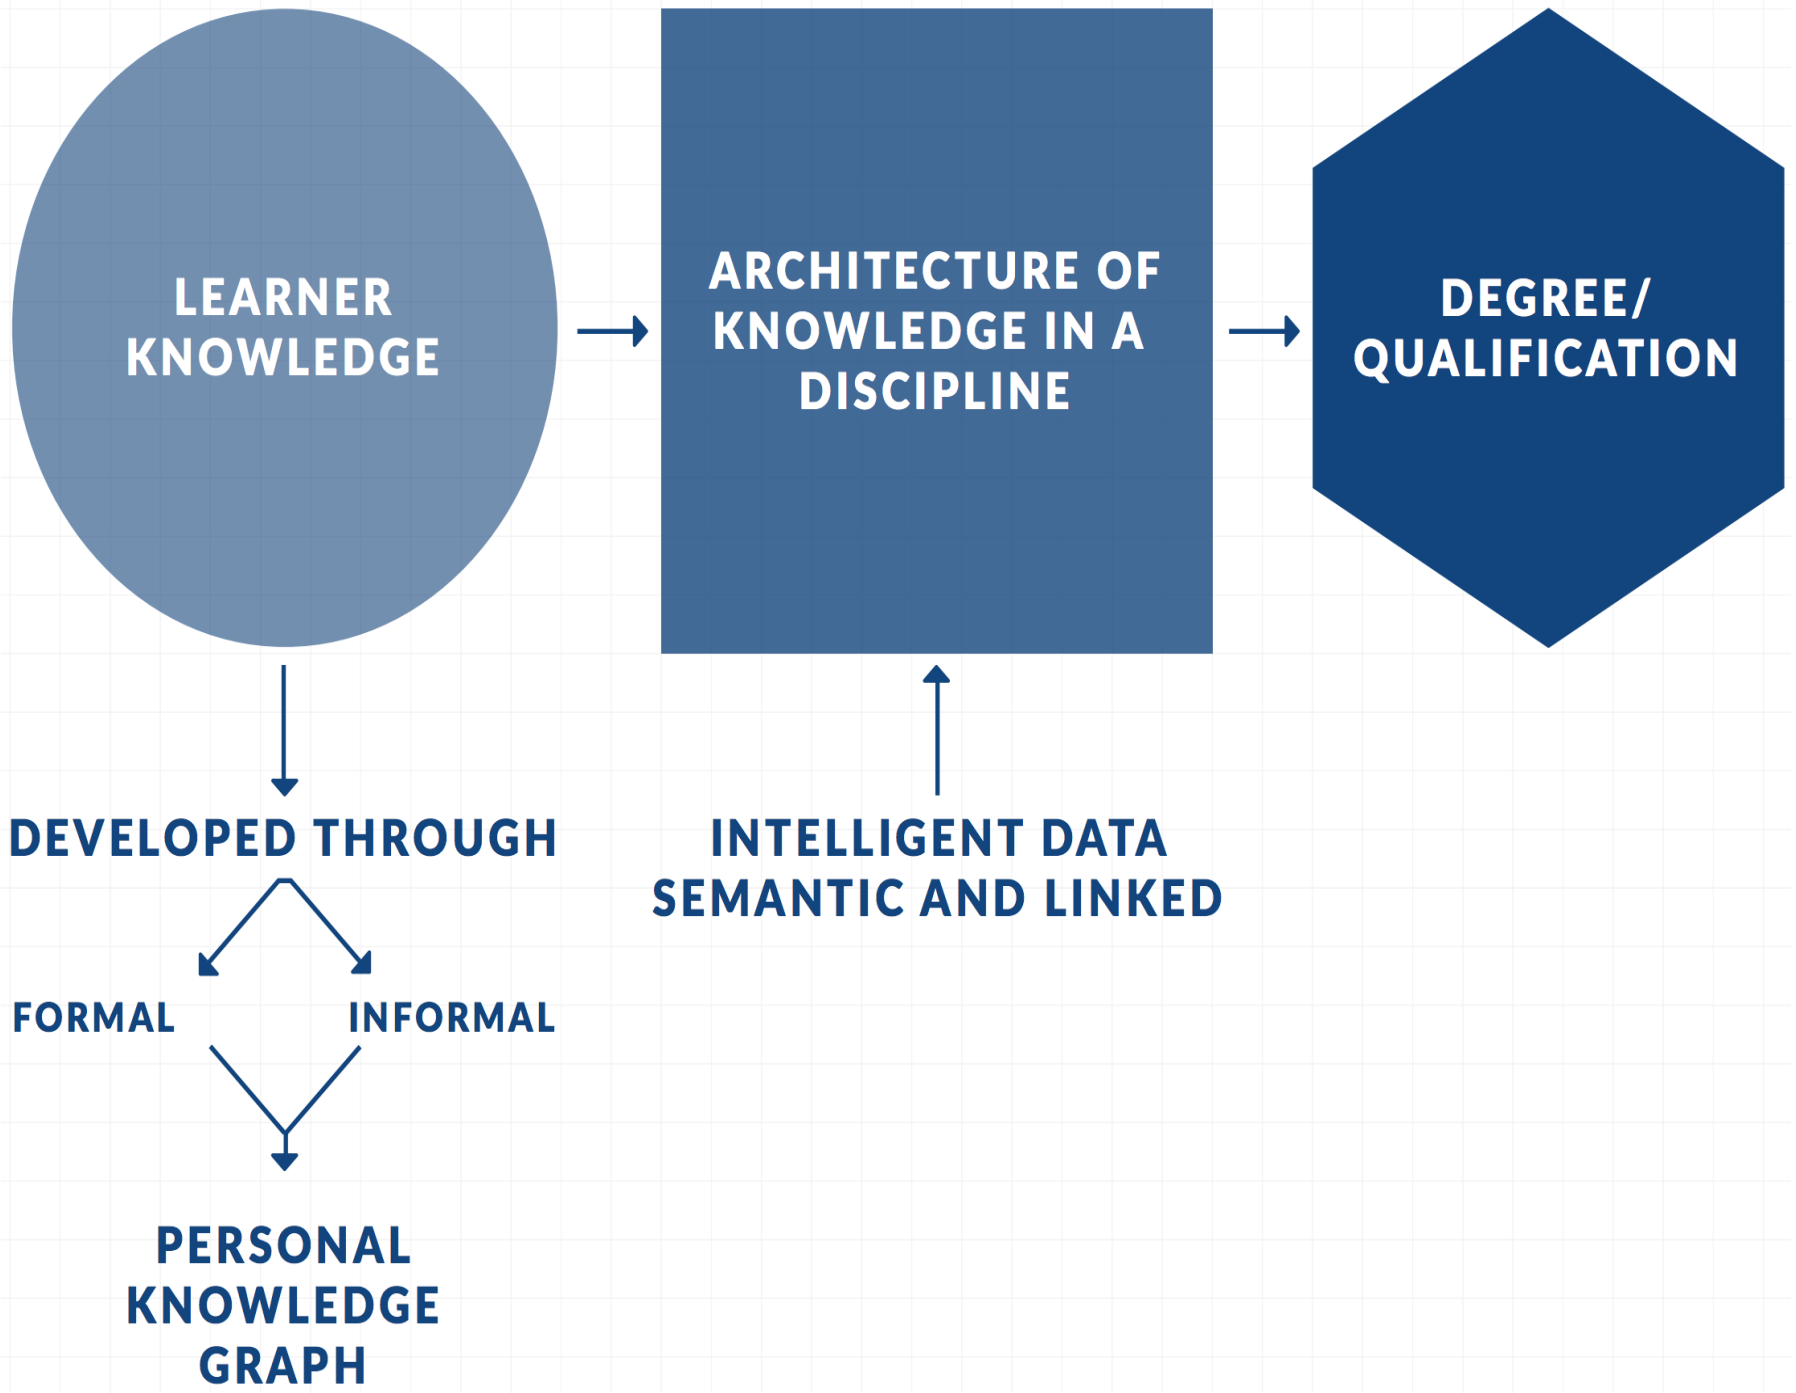 LEARNER
KNOWLEDGE
ARCHITECTURE OF
KNOWLEDGE IN A
DISCIPLINE
DEGREE/
QUALIFICATION
DEVELOPED THROUGH
FORMAL
INFORMAL
PERSONAL
KNOWLEDGE
GRAPH
INTELLIGENT DATA
SEMANTIC AND LINKED